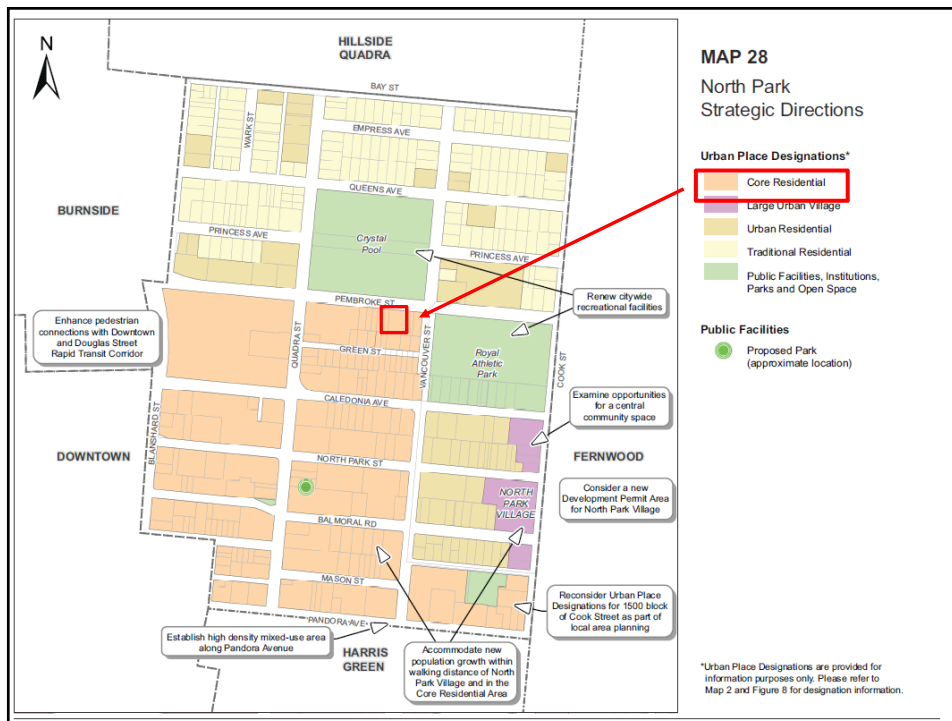 N
HILLSIDE
QUADRA
BAY ST
WARK ST
EMPRESS AVE
QUEENS AVE
BURNSIDE
PRINCESS AVE
Crystal
Pool
PRINCESS AVE
PEMBROKE ST
Renew citywide
recreational facilities
Enhance pedestrian
connections with Downtown
and Douglas Street
Rapid Transit Corridor
QUADRA ST
GREEN ST
VANCOUVER ST
Royal
Athletic
Park
COOK ST
CALEDONIA AVE
Examine opportunities
for a central
community space
BLANSHARD ST
DOWNTOWN
NORTH PARK ST
FERNWOOD
Consider a new
Development Permit Area
for North Park Village
NORTH
PARK
VILLAGE
BALMORAL RD
MASON ST
Reconsider Urban Place
Designations for 1500 block
of Cook Street as part of
local area planning
PANDORA AVE
Establish high density mixed-use area
along Pandora Avenue
HARRIS
GREEN
Accommodate new
population growth within
walking distance of North
Park Village and in the
Core Residential Area
MAP 28
North Park
Strategic Directions
Urban Place Designations*
Core Residential
Large Urban Village
Urban Residential
Traditional Residential
Public Facilities, Institutions,
Parks and Open Space
Public Facilities
Proposed Park
(approximate location)
*Urban Place Designations are provided for
information purposes only. Please refer to
Map 2 and Figure 8 for designation information.